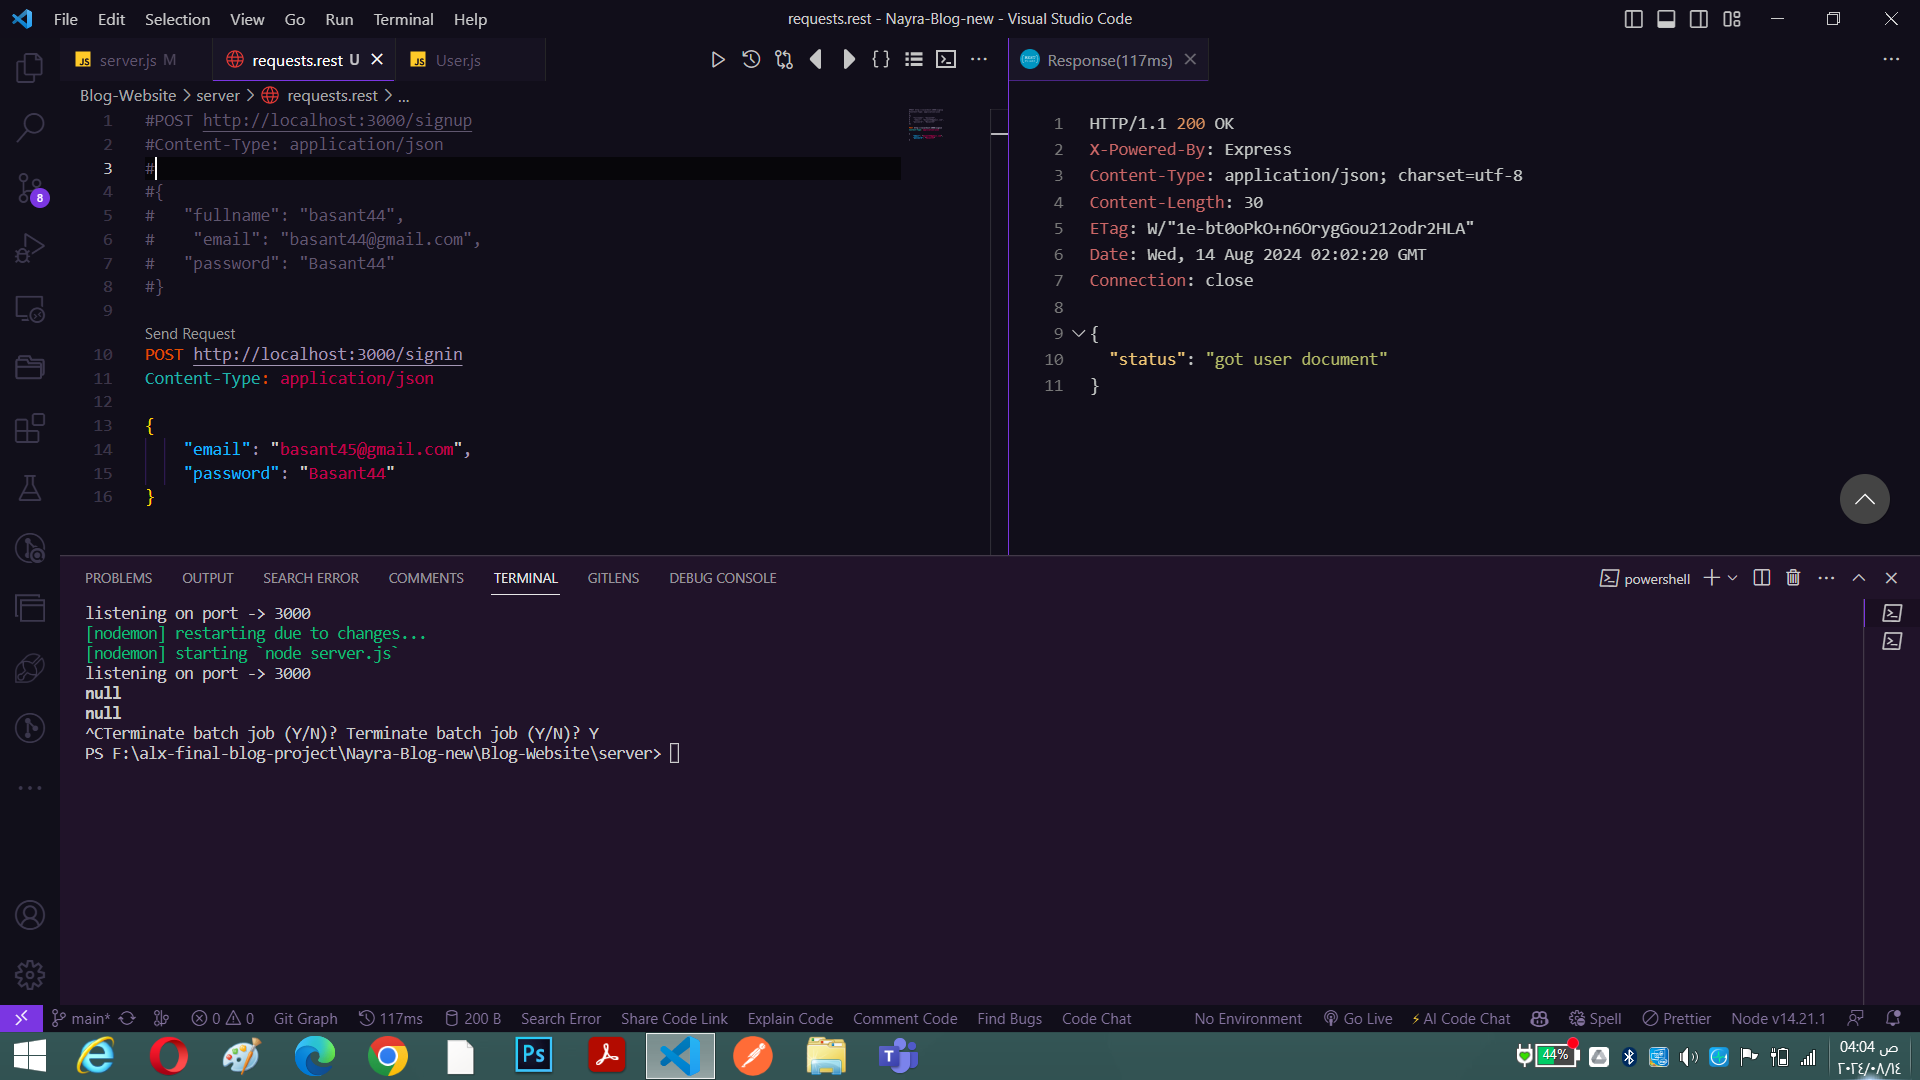 File Edit Selection View Go Run Terminal Help
requests.rest - Nayra-Blog-new - Visual Studio Code
JS server.js M
requests.rest U
JS User.js
Response(117ms)
Blog-Website > server > requests.rest > ...
1 #POST http://localhost:3000/signup
2 #Content-Type: application/json
3 #
4 #{
5 #   "fullname": "basant44",
6 #    "email": "basant44@gmail.com",
7 #   "password": "Basant44"
8 #}
9
Send Request
10 POST http://localhost:3000/signin
11 Content-Type: application/json
12
13 {
14     "email": "basant45@gmail.com",
15     "password": "Basant44"
16 }
1 HTTP/1.1 200 OK
2 X-Powered-By: Express
3 Content-Type: application/json; charset=utf-8
4 Content-Length: 30
5 ETag: W/"1e-bt0oPkO+n6OrygGou212odr2HLA"
6 Date: Wed, 14 Aug 2024 02:02:20 GMT
7 Connection: close
8
9 {
10   "status": "got user document"
11 }
8
PROBLEMS OUTPUT SEARCH ERROR COMMENTS TERMINAL GITLENS DEBUG CONSOLE
powershell
listening on port -> 3000
[nodemon] restarting due to changes...
[nodemon] starting `node server.js`
listening on port -> 3000
null
null
^CTerminate batch job (Y/N)? Terminate batch job (Y/N)? Y
PS F:\alx-final-blog-project\Nayra-Blog-new\Blog-Website\server>
main* 0 0 Git Graph 117ms 200 B Search Error Share Code Link Explain Code Comment Code Find Bugs Code Chat No Environment Go Live AI Code Chat Spell Prettier Node v14.21.1
Ps
44%
04:04 ص
٢٠٢٤/٠٨/١٤